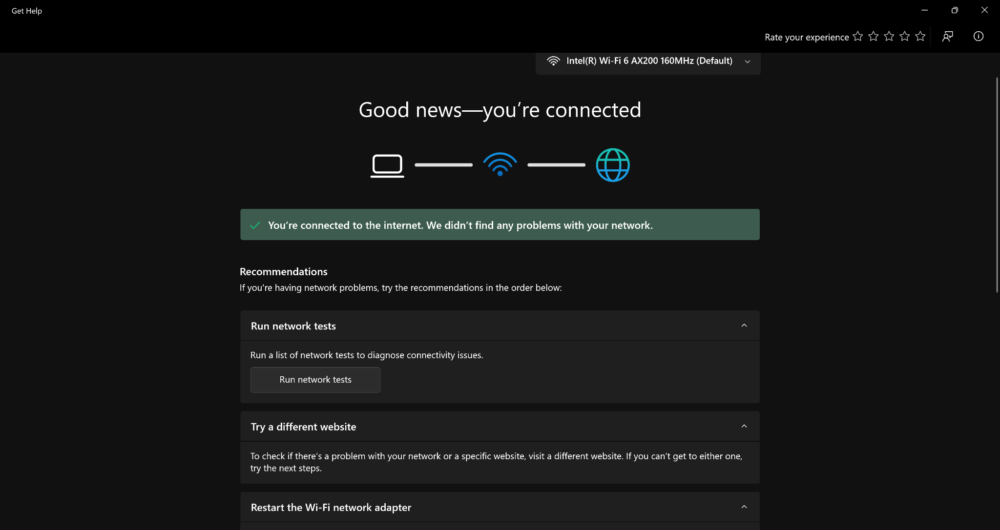 Get Help
Rate your experience
Intel(R) Wi-Fi 6 AX200 160MHz (Default)
Good news—you’re connected
You’re connected to the internet. We didn’t find any problems with your network.
Recommendations
If you're having network problems, try the recommendations in the order below:
Run network tests
Run a list of network tests to diagnose connectivity issues.
Run network tests
Try a different website
To check if there’s a problem with your network or a specific website, visit a different website. If you can’t get to either one,
try the next steps.
Restart the Wi-Fi network adapter